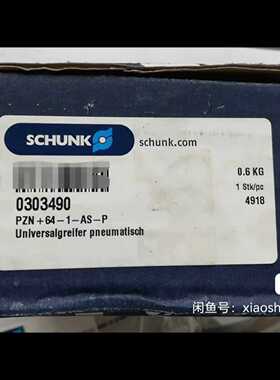 SCHUNK
schunk.com
0.6 KG
1 Stk/pc
0303490
4918
PZN+64-1-AS-P
Universalgreifer pneumatisch
闲鱼号：xiaosh